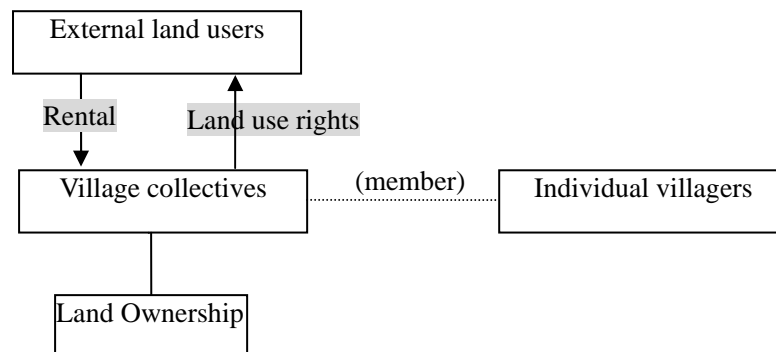 External land users
Rental
Land use rights
Village collectives
(member)
Individual villagers
Land Ownership